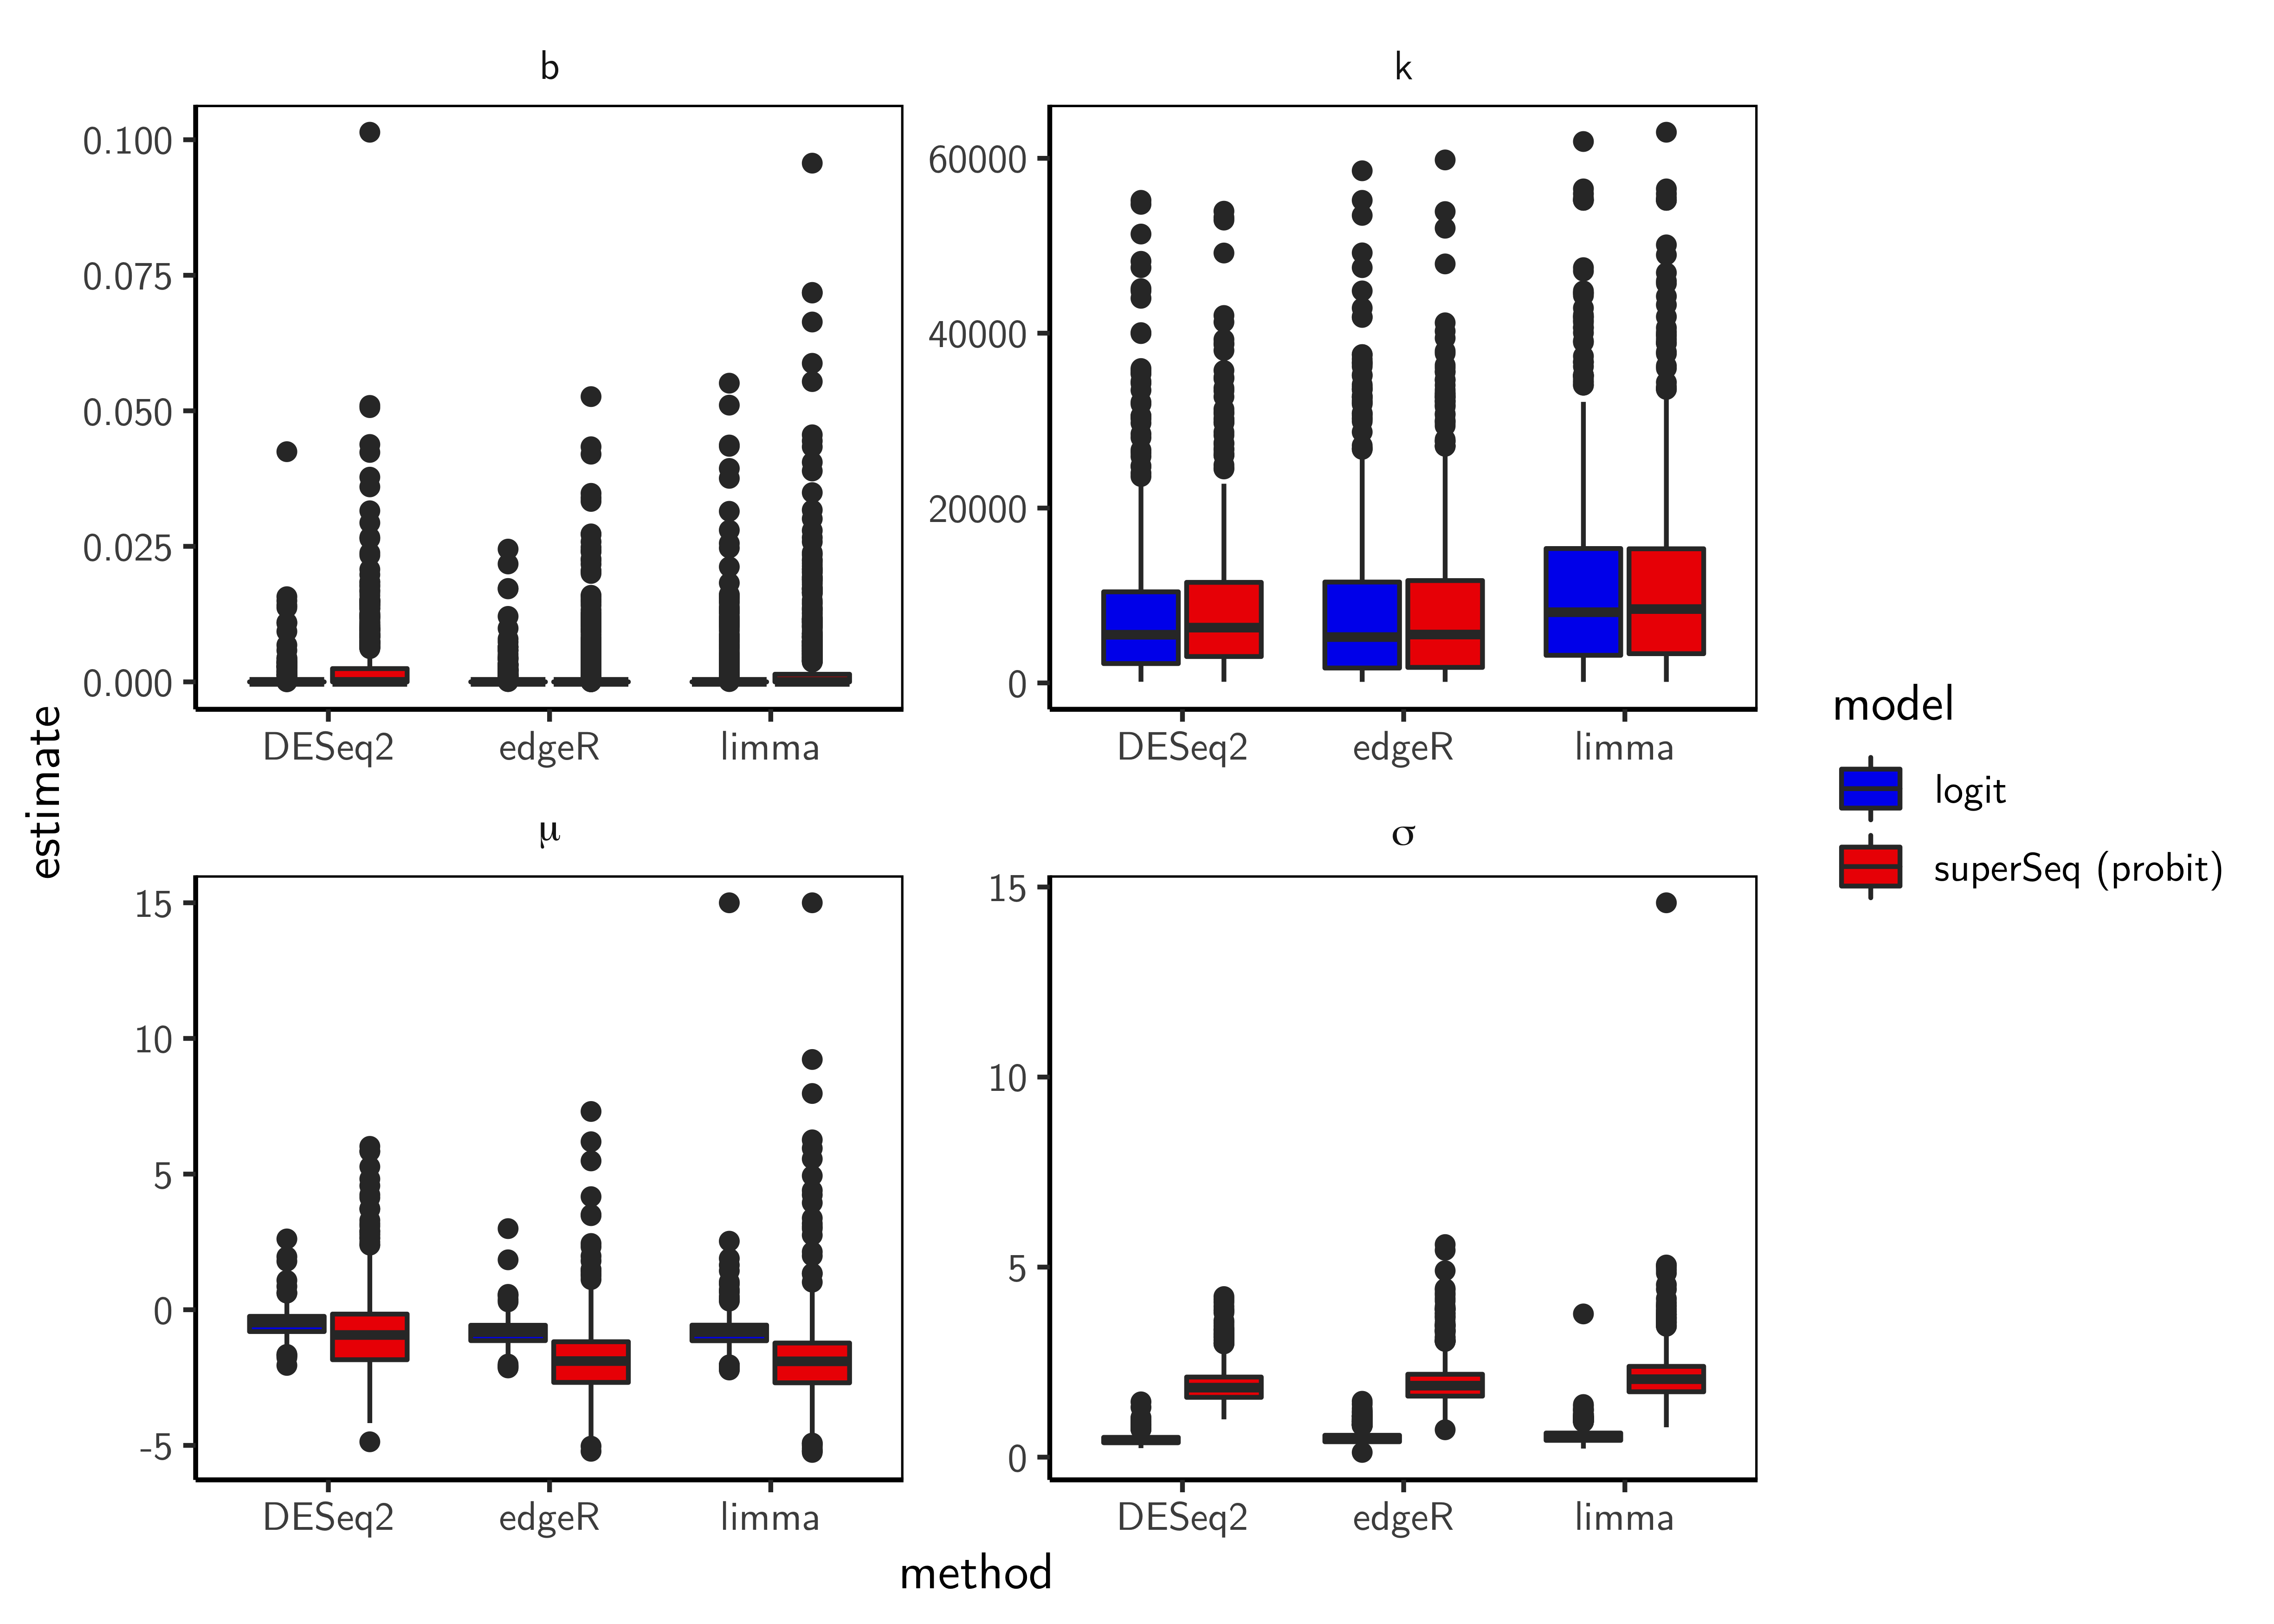 b
k
0.100
0.075
0.050
0.025
0.000
60000
40000
20000
0
DESeq2 edgeR limma
DESeq2 edgeR limma
estimate
μ
σ
15
10
5
0
-5
15
10
5
0
DESeq2 edgeR limma
DESeq2 edgeR limma
method
model
logit
superSeq (probit)